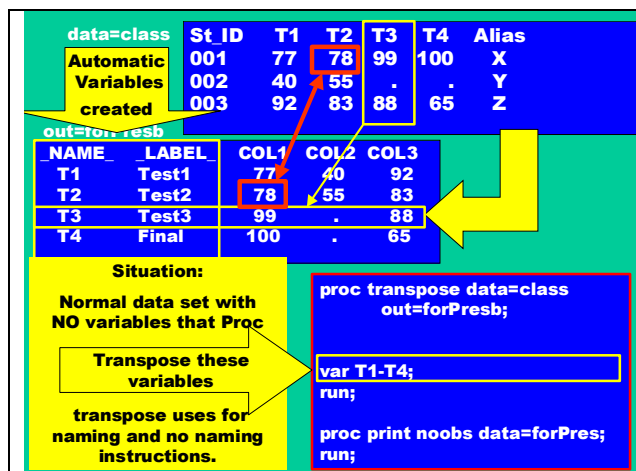 data=class
St_ID T1 T2 T3 T4 Alias
001 77 78 99 100 X
002 40 55 . . Y
003 92 83 88 65 Z
Automatic
Variables
created
out=forPresb
_NAME_ _LABEL_ COL1 COL2 COL3
T1 Test1 77 40 92
T2 Test2 78 55 83
T3 Test3 99 . 88
T4 Final 100 . 65
Situation:
Normal data set with
NO variables that Proc
Transpose these
variables
transpose uses for
naming and no naming
instructions.
proc transpose data=class
out=forPresb;
var T1-T4;
run;
proc print noobs data=forPres;
run;